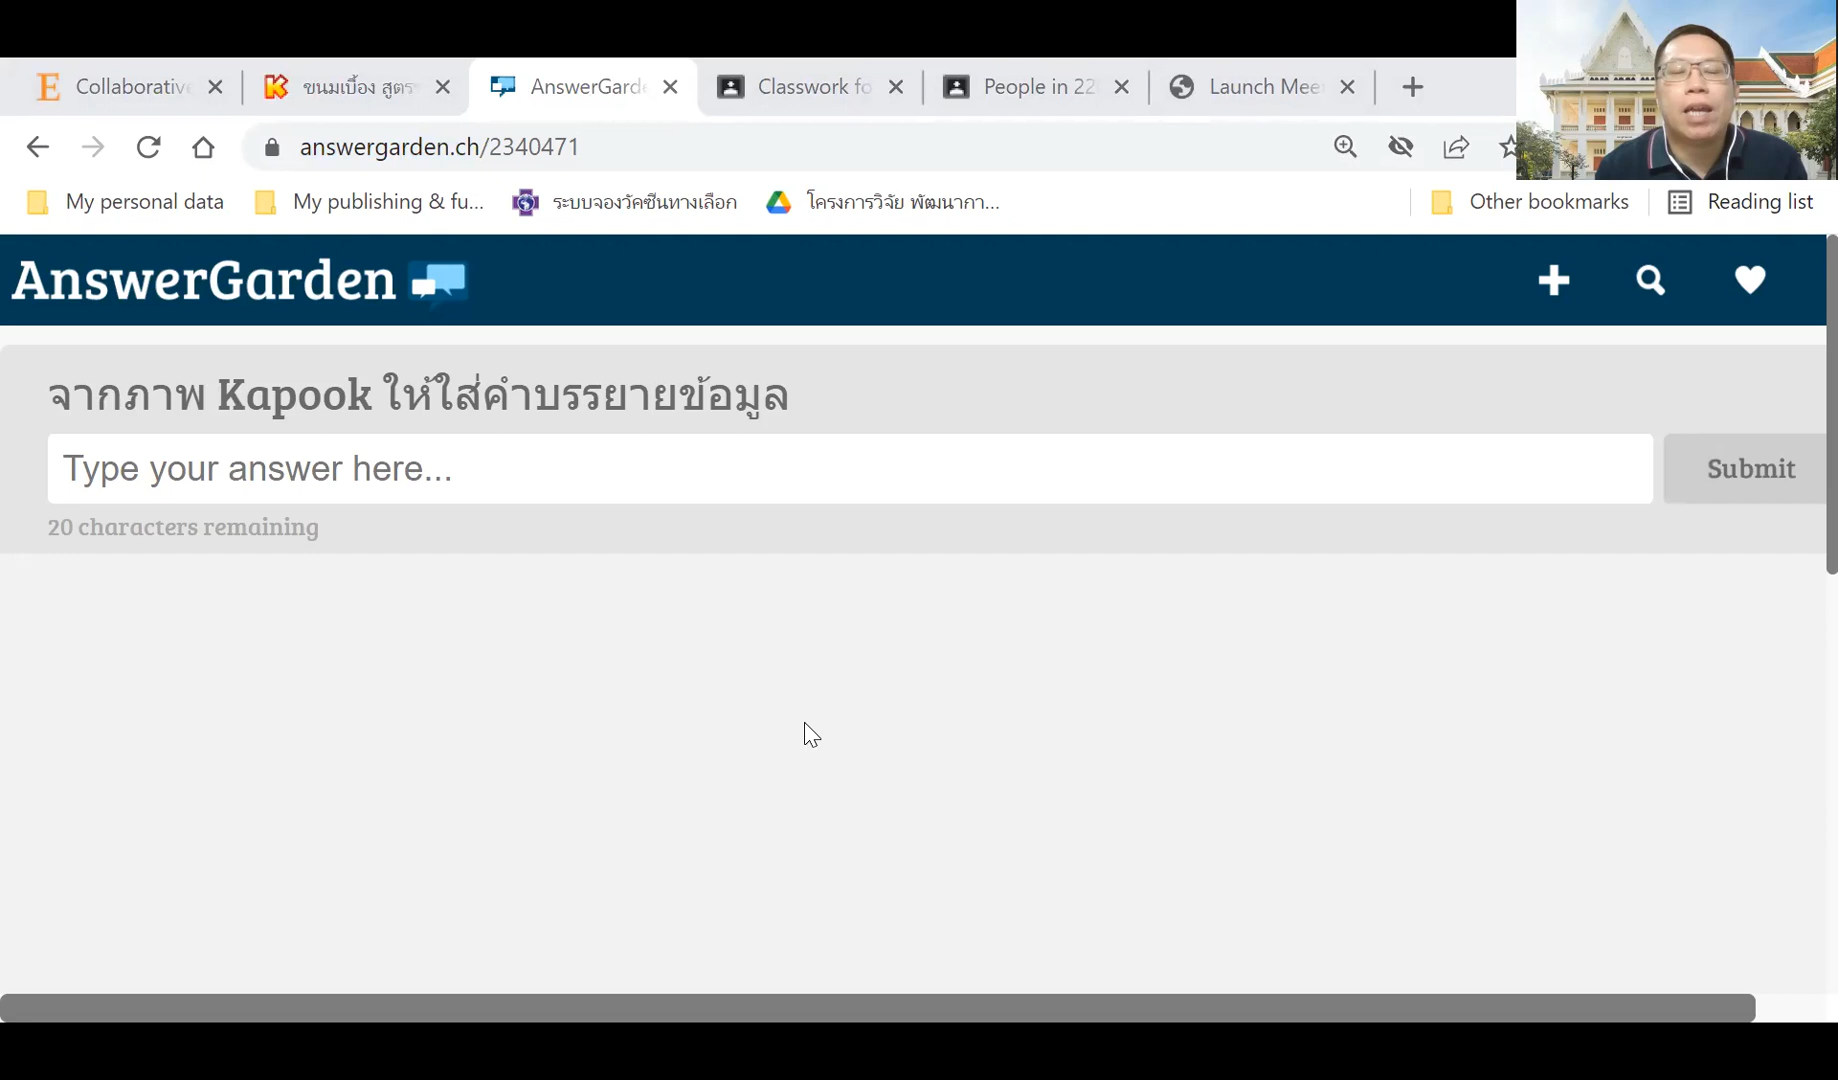 Collaborative
ขนมเบื้อง สูตร
AnswerGarde
Classwork fo
People in 22
Launch Mee
answergarden.ch/2340471
My personal data
My publishing & fu...
ระบบจองวัคซีนทางเลือก
โครงการวิจัย พัฒนากา...
Other bookmarks
Reading list
AnswerGarden
จากภาพ Kapook ให้ใส่คำบรรยายข้อมูล
Type your answer here...
Submit
20 characters remaining